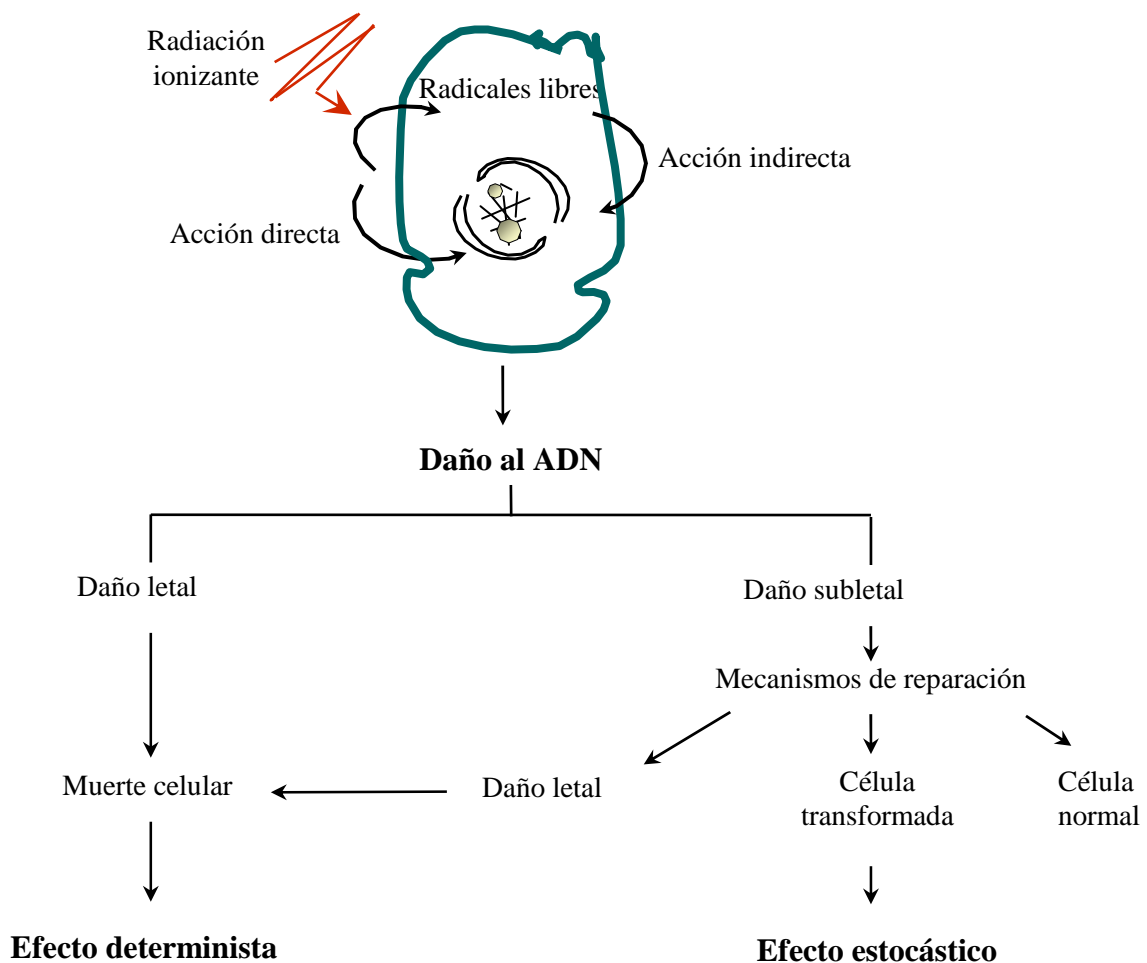 Radiación
ionizante
Radicales libres
Acción indirecta
Acción directa
Daño al ADN
Daño letal
Daño subletal
Mecanismos de reparación
Muerte celular
Daño letal
Célula
transformada
Célula
normal
Efecto determinista
Efecto estocástico